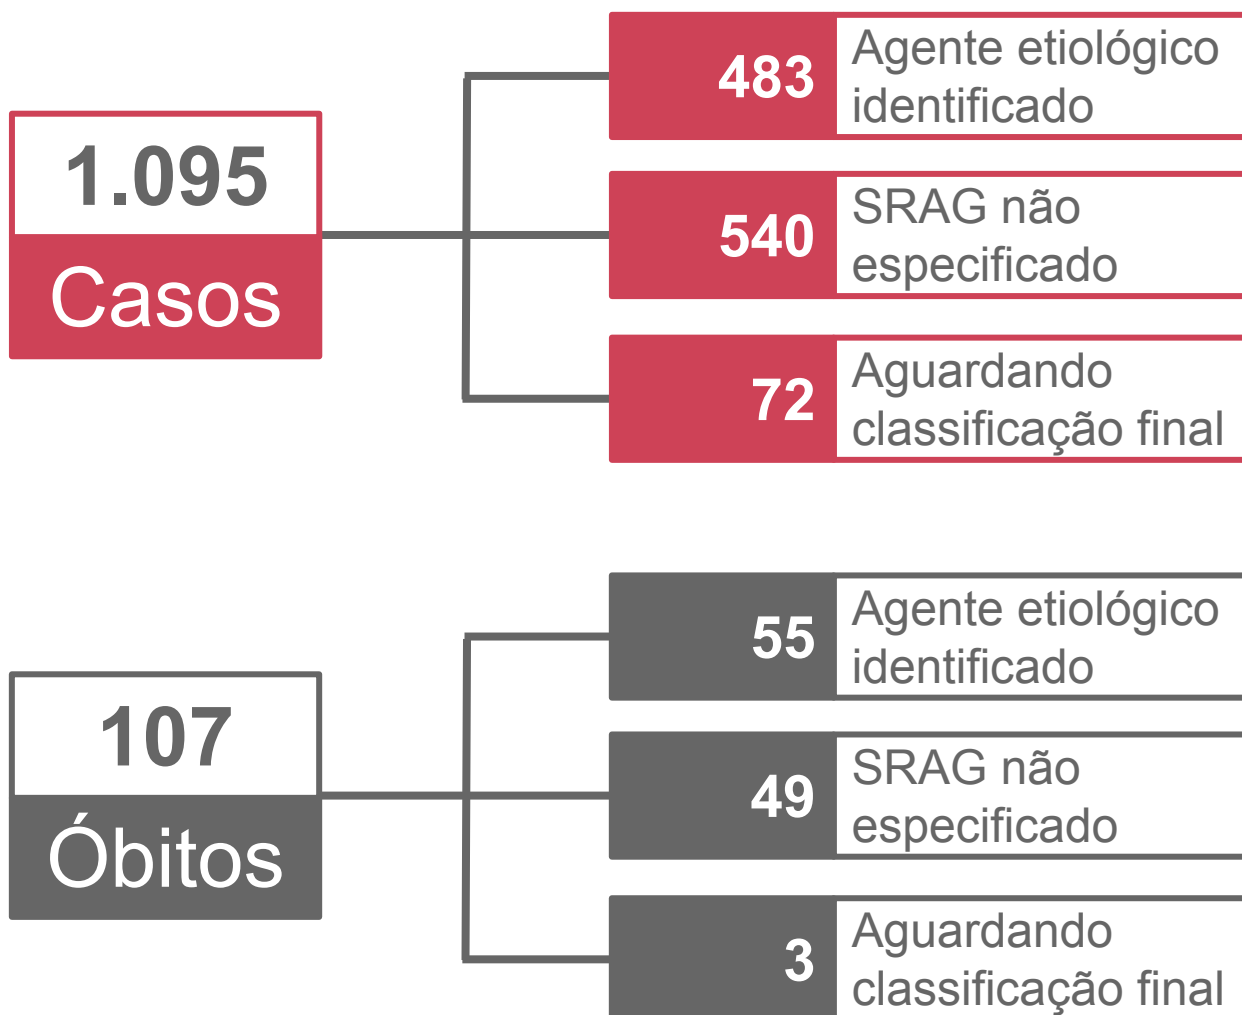 1.095
Casos
483
Agente etiológico
identificado
540
SRAG não
especificado
72
Aguardando
classificação final
107
Óbitos
55
Agente etiológico
identificado
49
SRAG não
especificado
3
Aguardando
classificação final